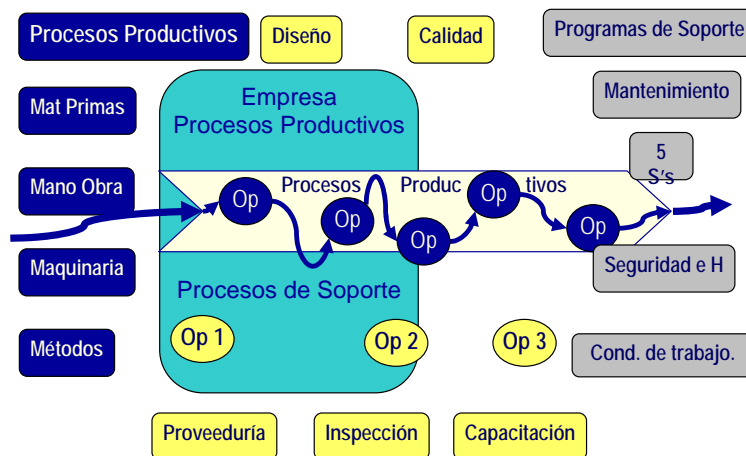 Procesos Productivos
Diseño
Calidad
Programas de Soporte
Mat Primas
Empresa
Procesos Productivos
Mantenimiento
5
S's
Mano Obra
Procesos
Produc
tivos
Op
Op
Op
Op
Op
Maquinaria
Procesos de Soporte
Seguridad e H
Métodos
Op 1
Op 2
Op 3
Cond. de trabajo.
Proveeduría
Inspección
Capacitación